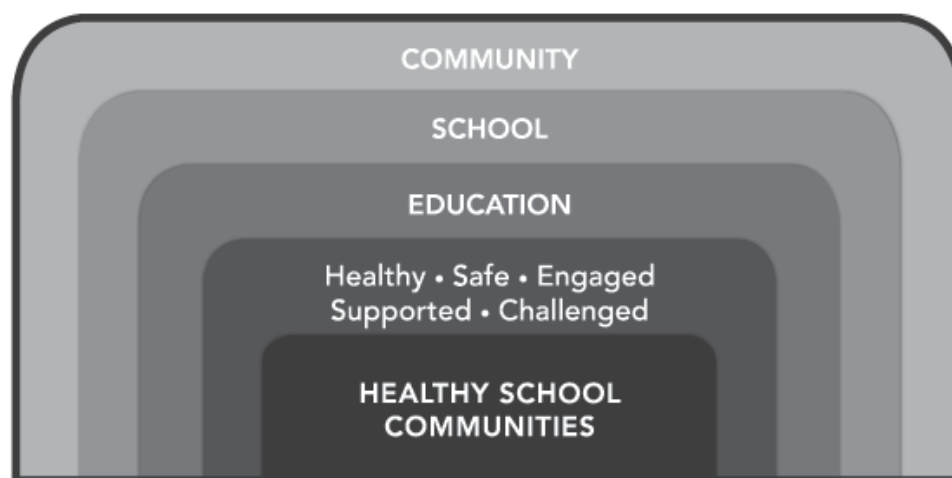 COMMUNITY
SCHOOL
EDUCATION
Healthy • Safe • Engaged
Supported • Challenged
HEALTHY SCHOOL
COMMUNITIES